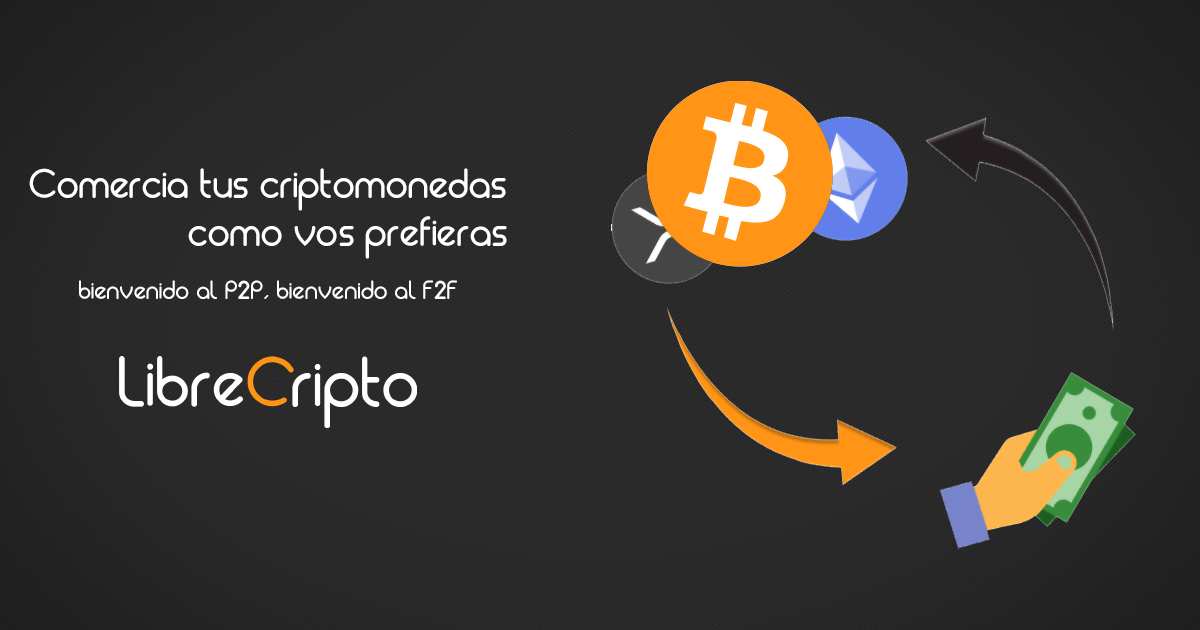 Comercia tus criptomonedas
como vos prefieras
bienvenido al P2P, bienvenido al F2F
LibreCripto